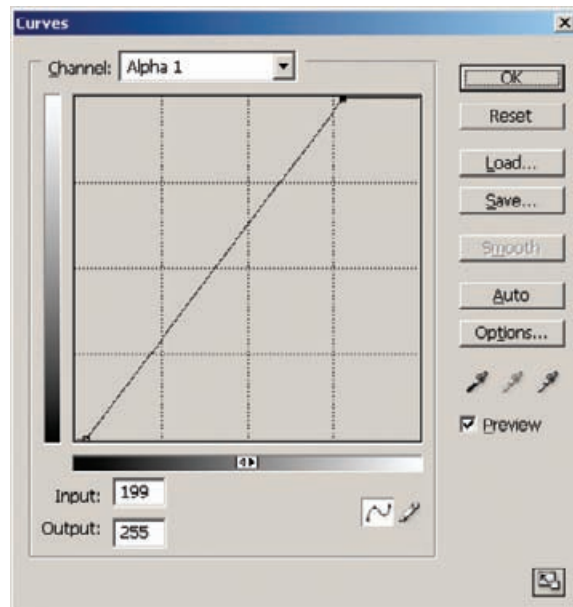 Curves
Channel: Alpha 1
OK
Reset
Load...
Save...
Smooth
Auto
Options...
Preview
Input: 199
Output: 255